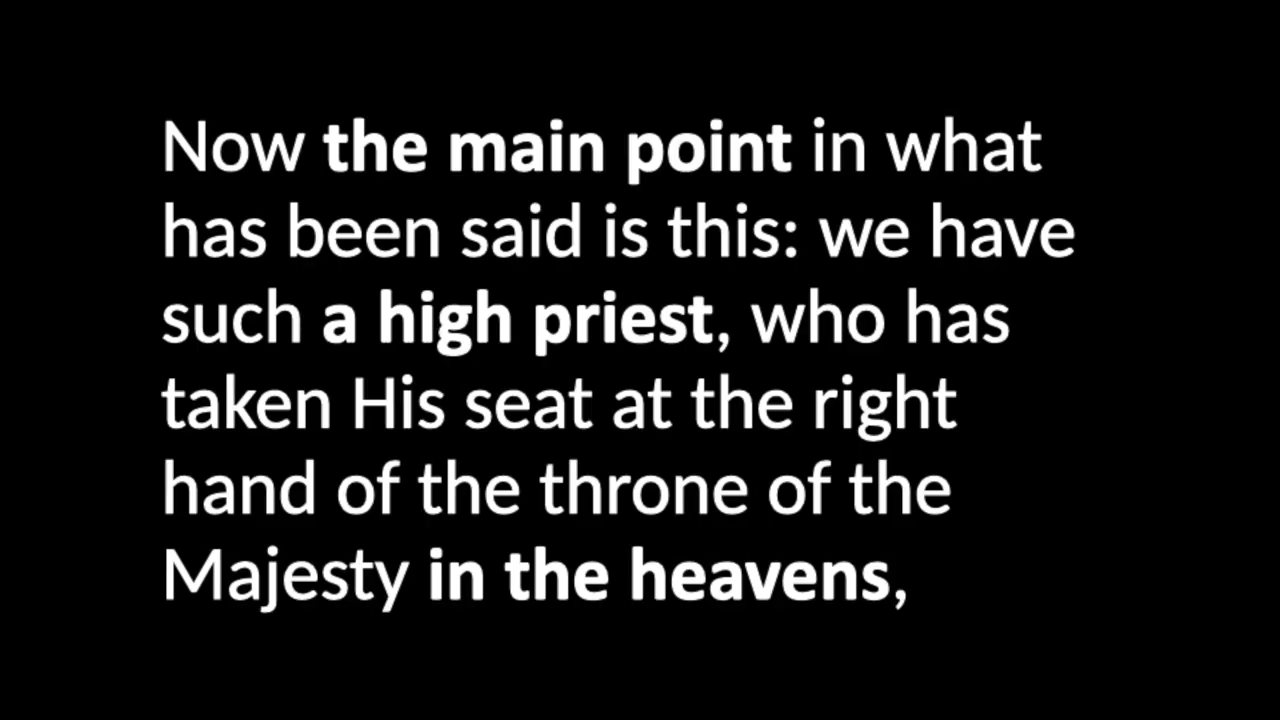 Now the main point in what
has been said is this: we have
such a high priest, who has
taken His seat at the right
hand of the throne of the
Majesty in the heavens,